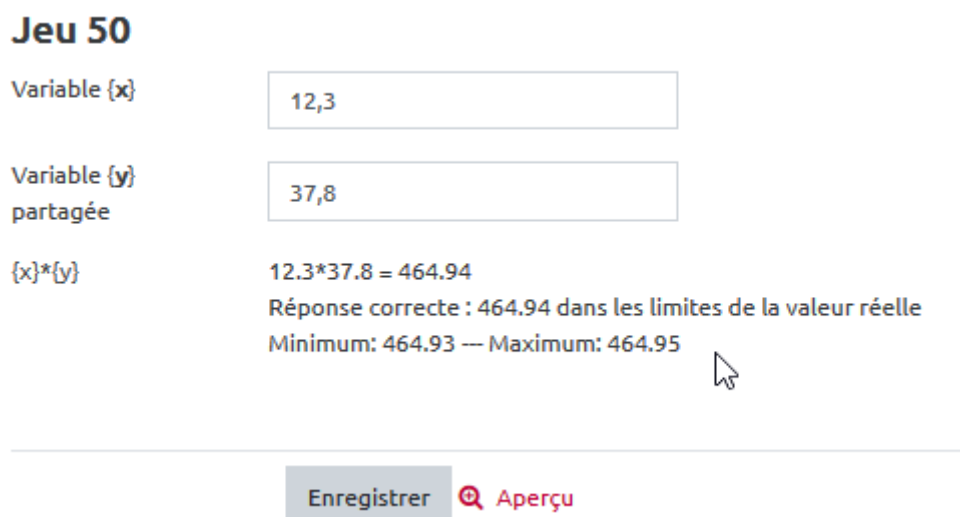 Jeu 50
Variable {x}
12,3
Variable {y}
partagée
37,8
{x}*{y}
12.3*37.8 = 464.94
Réponse correcte : 464.94 dans les limites de la valeur réelle
Minimum: 464.93 --- Maximum: 464.95
Enregistrer
Aperçu